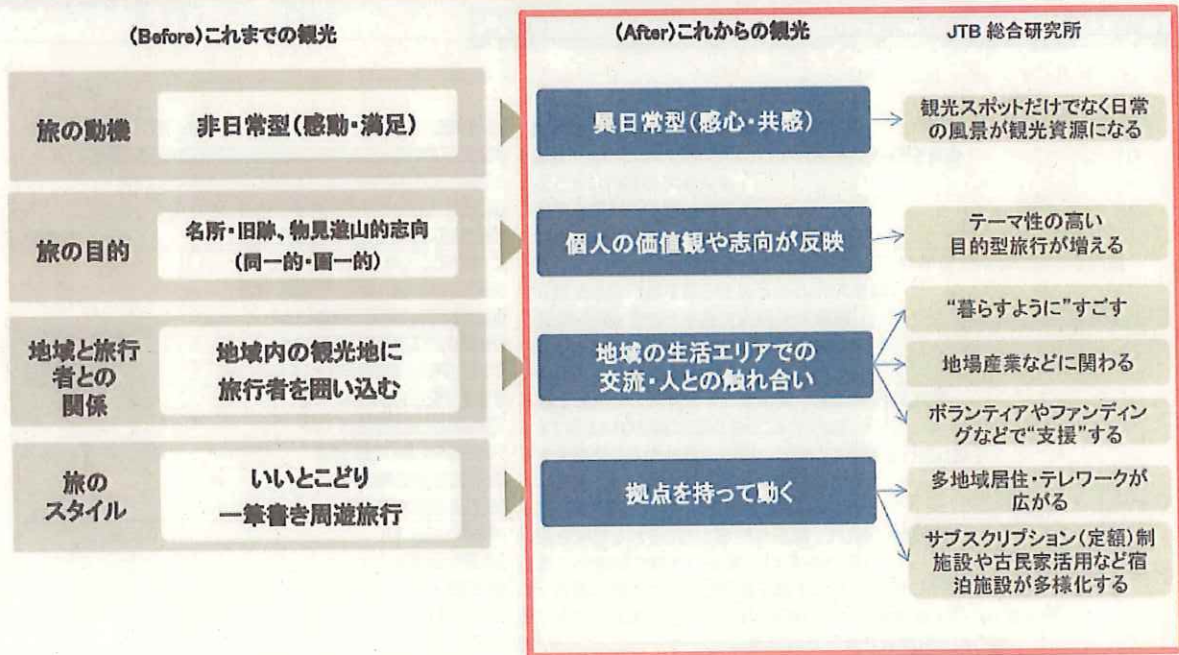 (Before)これまでの観光
(After)これからの観光
JTB 総合研究所
旅の動機
非日常型(感動・満足)
異日常型(感心・共感)
観光スポットだけでなく日常
の風景が観光資源になる
旅の目的
名所・旧跡、物見遊山的志向
(同一的・画一的)
個人の価値観や志向が反映
テーマ性の高い
目的型旅行が増える
地域と旅行
者との
関係
地域内の観光地に
旅行者を囲い込む
地域の生活エリアでの
交流・人との触れ合い
“暮らすように”すごす
地場産業などに関わる
ボランティアやファンディン
グなどで“支援”する
旅の
スタイル
いいとこどり
一筆書き周遊旅行
拠点を持って動く
多地域居住・テレワークが
広がる
サブスクリプション(定額)制
施設や古民家活用など宿
泊施設が多様化する